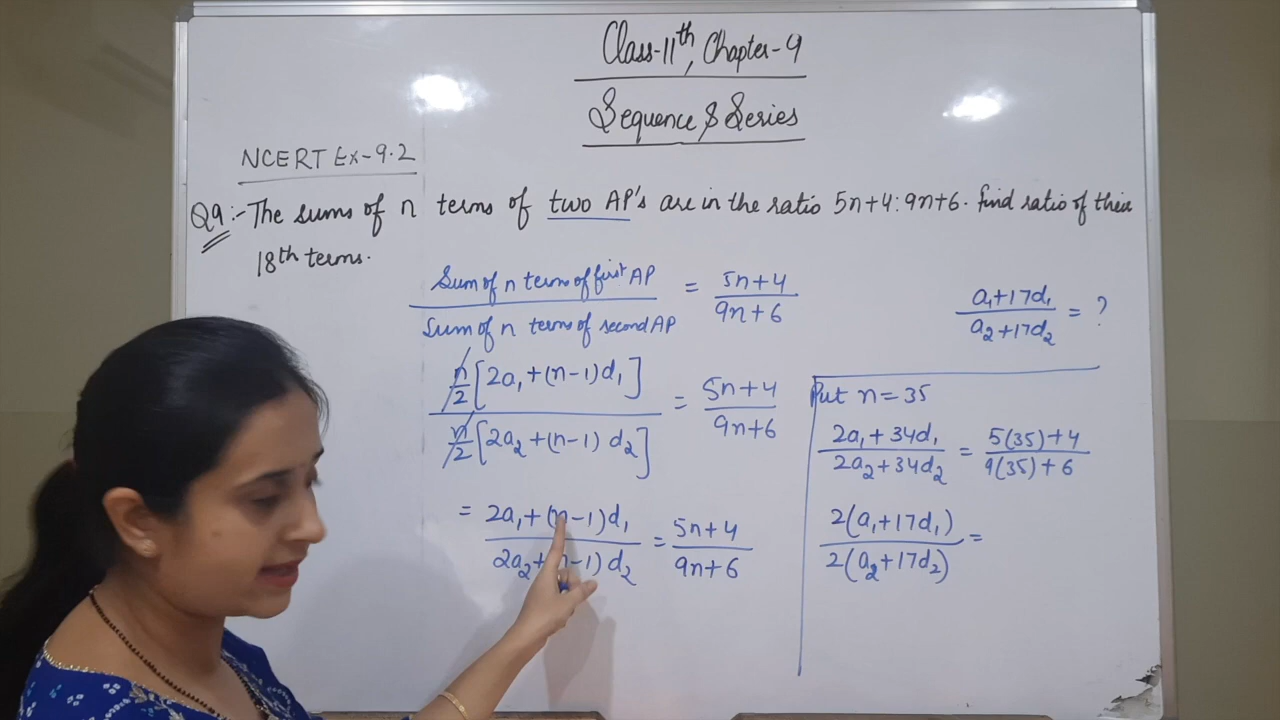 Class-11th, Chapter-9
Sequence & Series
NCERT Ex-9.2
Q9:- The sums of n terms of two AP's are in the ratio 5n+4:9n+6. find ratio of their
18th terms.
Sum of n term of first AP / Sum of n terms of second AP = 5n+4 / 9n+6
a₁+17d₁ / a₂+17d₂ = ?
n/2[2a₁+(n-1)d₁] / n/2[2a₂+(n-1)d₂] = 5n+4 / 9n+6
= 2a₁+(n-1)d₁ / 2a₂+(n-1)d₂ = 5n+4 / 9n+6
Put n=35
2a₁+34d₁ / 2a₂+34d₂ = 5(35)+4 / 9(35)+6
2(a₁+17d₁) / 2(a₂+17d₂) =